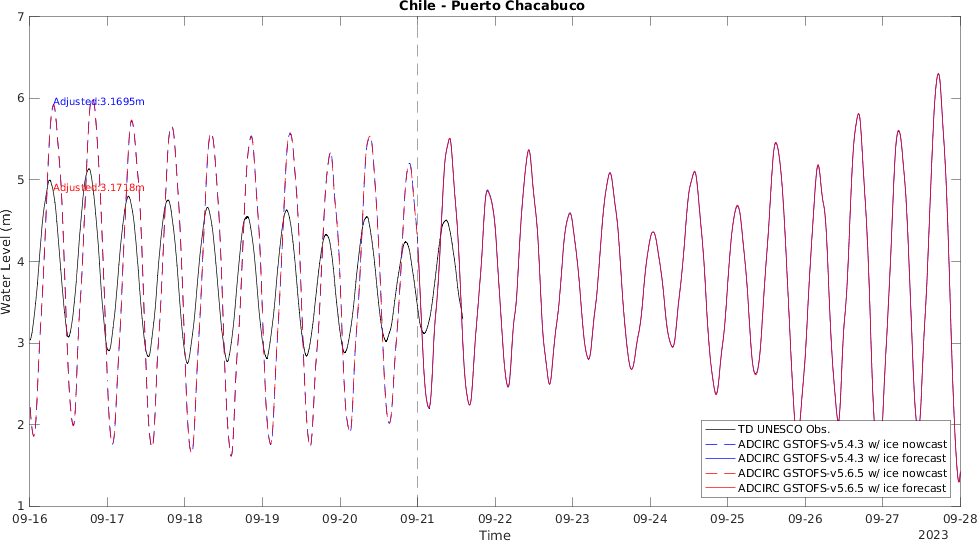 Chile - Puerto Chacabuco
7
6
5
4
3
2
1
Water Level (m)
Adjusted:3.1695m
Adjusted:3.1718m
TD UNESCO Obs.
ADCIRC GSTOFS-v5.4.3 w/ ice nowcast
ADCIRC GSTOFS-v5.4.3 w/ ice forecast
ADCIRC GSTOFS-v5.6.5 w/ ice nowcast
ADCIRC GSTOFS-v5.6.5 w/ ice forecast
09-16 09-17 09-18 09-19 09-20 09-21 09-22 09-23 09-24 09-25 09-26 09-27 09-28
Time
2023